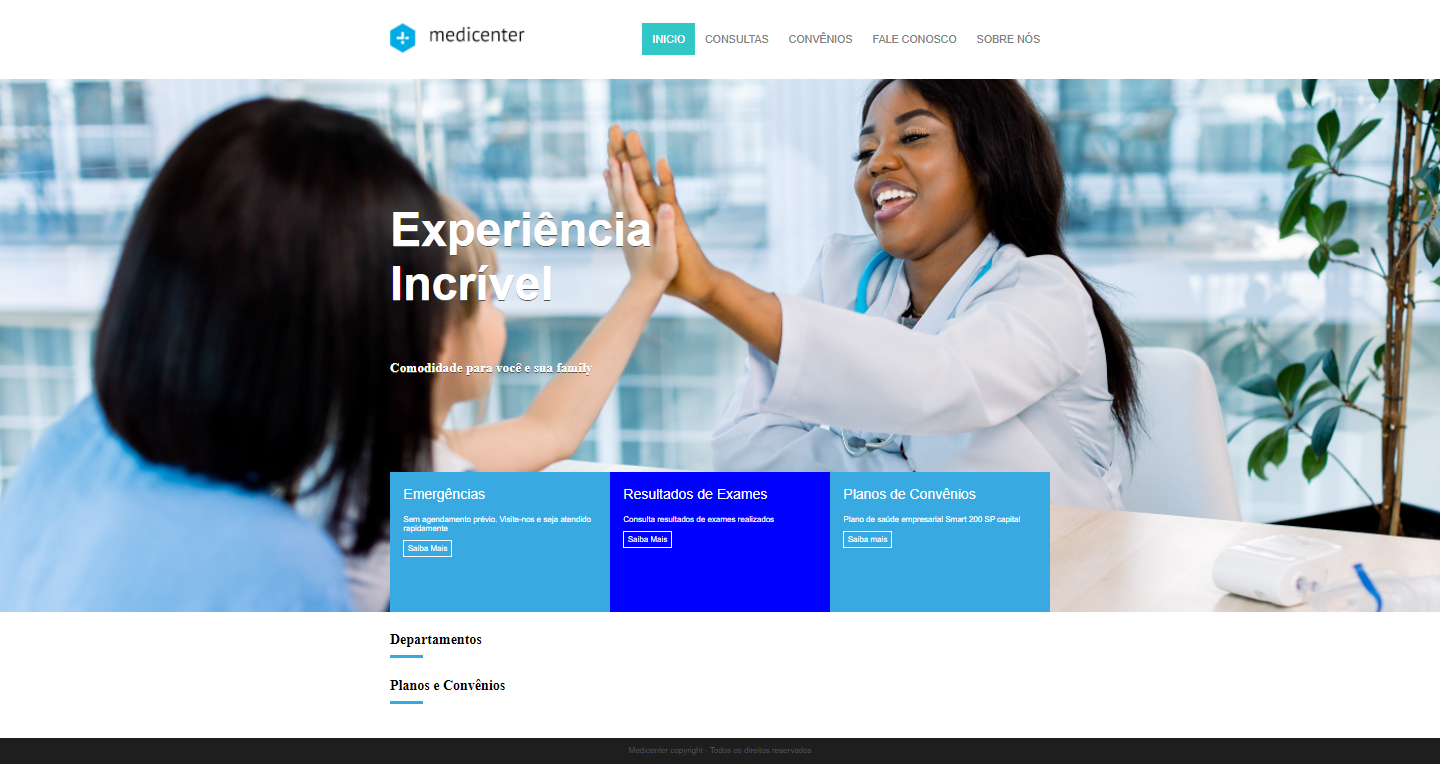 medicenter
INICIO CONSULTAS CONVÊNIOS FALE CONOSCO SOBRE NÓS
Experiência
Incrível
Comodidade para você e sua family
Emergências
Sem agendamento prévio. Visite-nos e seja atendido
rapidamente
Saiba Mais
Resultados de Exames
Consulta resultados de exames realizados
Saiba Mais
Planos de Convênios
Plano de saúde empresarial Smart 200 SP capital
Saiba mais
Departamentos
Planos e Convênios
Medicenter copyright - Todos os direitos reservados